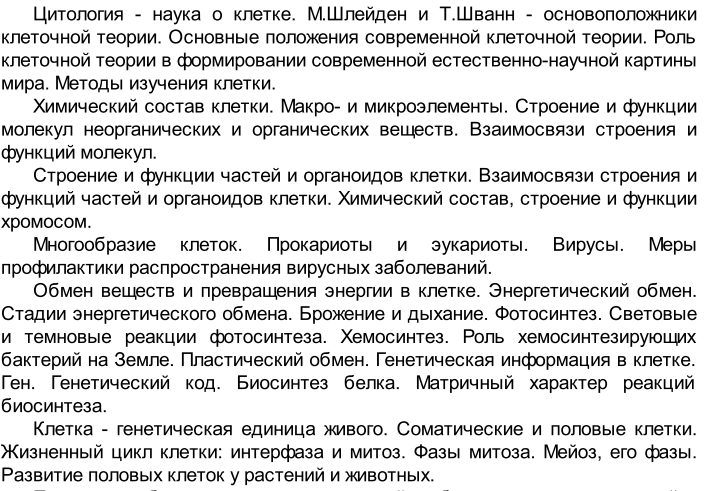 Цитология - наука о клетке. М.Шлейден и Т.Шванн - основоположники
клеточной теории. Основные положения современной клеточной теории. Роль
клеточной теории в формировании современной естественно-научной картины
мира. Методы изучения клетки.
Химический состав клетки. Макро- и микроэлементы. Строение и функции
молекул неорганических и органических веществ. Взаимосвязи строения и
функций молекул.
Строение и функции частей и органоидов клетки. Взаимосвязи строения и
функций частей и органоидов клетки. Химический состав, строение и функции
хромосом.
Многообразие клеток. Прокариоты и эукариоты. Вирусы. Меры
профилактики распространения вирусных заболеваний.
Обмен веществ и превращения энергии в клетке. Энергетический обмен.
Стадии энергетического обмена. Брожение и дыхание. Фотосинтез. Световые
и темновые реакции фотосинтеза. Хемосинтез. Роль хемосинтезирующих
бактерий на Земле. Пластический обмен. Генетическая информация в клетке.
Ген. Генетический код. Биосинтез белка. Матричный характер реакций
биосинтеза.
Клетка - генетическая единица живого. Соматические и половые клетки.
Жизненный цикл клетки: интерфаза и митоз. Фазы митоза. Мейоз, его фазы.
Развитие половых клеток у растений и животных.